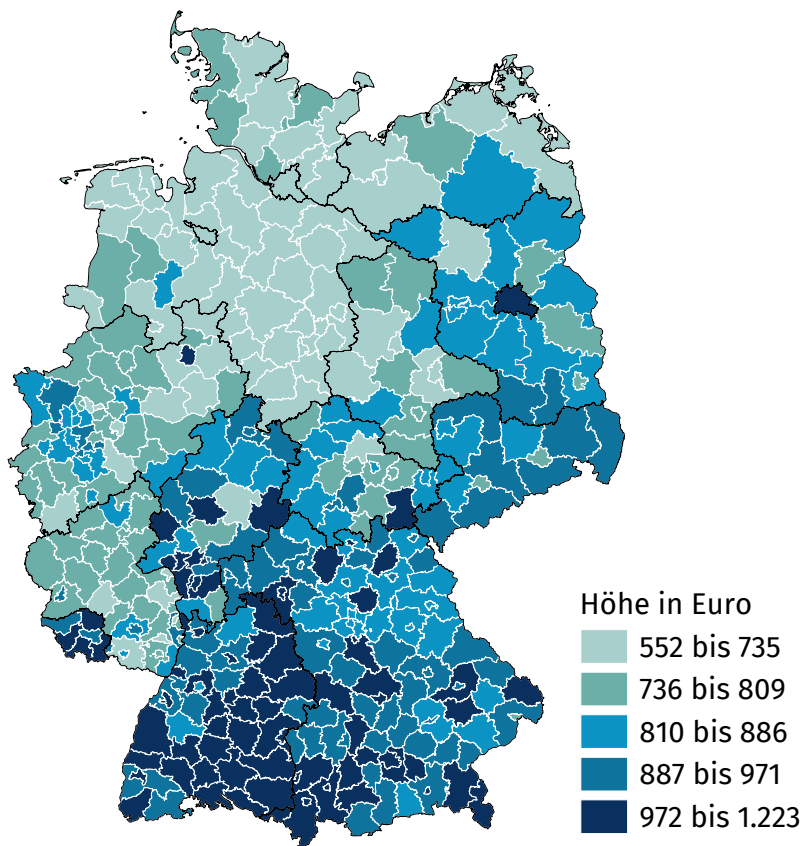 Höhe in Euro
552 bis 735
736 bis 809
810 bis 886
887 bis 971
972 bis 1.223